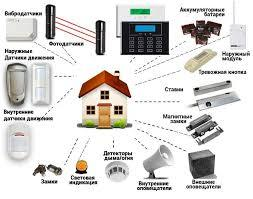 Вибродатчики
Фотодатчики
Наружные
Датчики движения
Внутренние
датчики движения
Аккумуляторные
батареи
Наружный
модуль
Тревожная кнопка
Ставни
Магнитные
замки
Детекторы
дыма/огня
Замки
Световая
индикация
Внутренние
оповещатели
Внешние
оповещатели